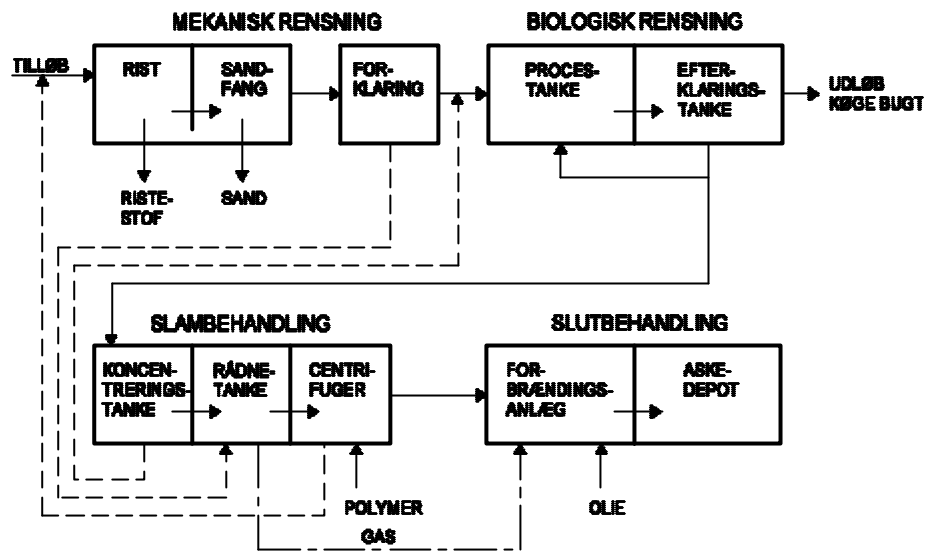 MEKANISK RENSNING
BIOLOGISK RENSNING
TILLØB
RIST
SAND-
FANG
FOR-
KLARING
PROCES-
TANKE
EFTER-
KLARINGS-
TANKE
UDLØB
KØGE BUGT
RISTE-
STOF
SAND
SLAMBEHANDLING
SLUTBEHANDLING
KONCEN-
TRERINGS-
TANKE
RÅDNE-
TANKE
CENTRI-
FUGER
FOR-
BRÆNDINGS-
ANLÆG
ASKE-
DEPOT
POLYMER
OLIE
GAS